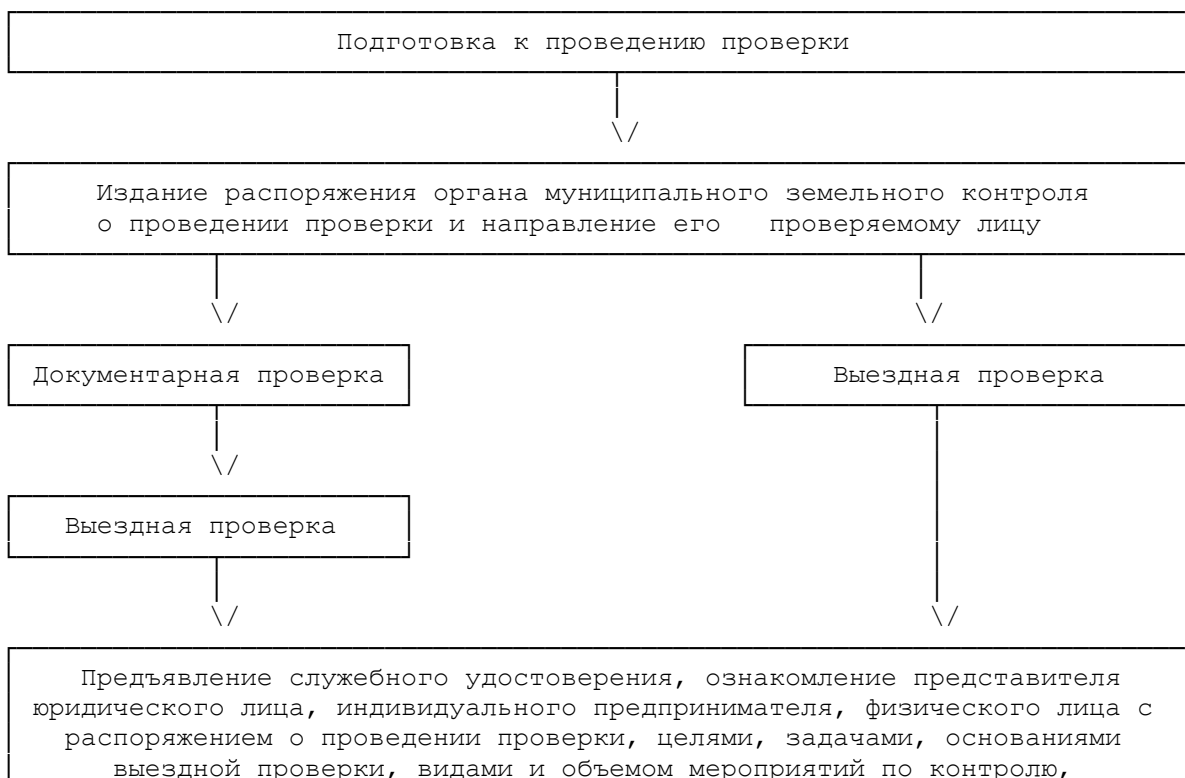 Подготовка к проведению проверки
Издание распоряжения органа муниципального земельного контроля
о проведении проверки и направление его проверяемому лицу
Документарная проверка
Выездная проверка
Выездная проверка
Предъявление служебного удостоверения, ознакомление представителя
юридического лица, индивидуального предпринимателя, физического лица с
распоряжением о проведении проверки, целями, задачами, основаниями
выездной проверки, видами и объемом мероприятий по контролю,